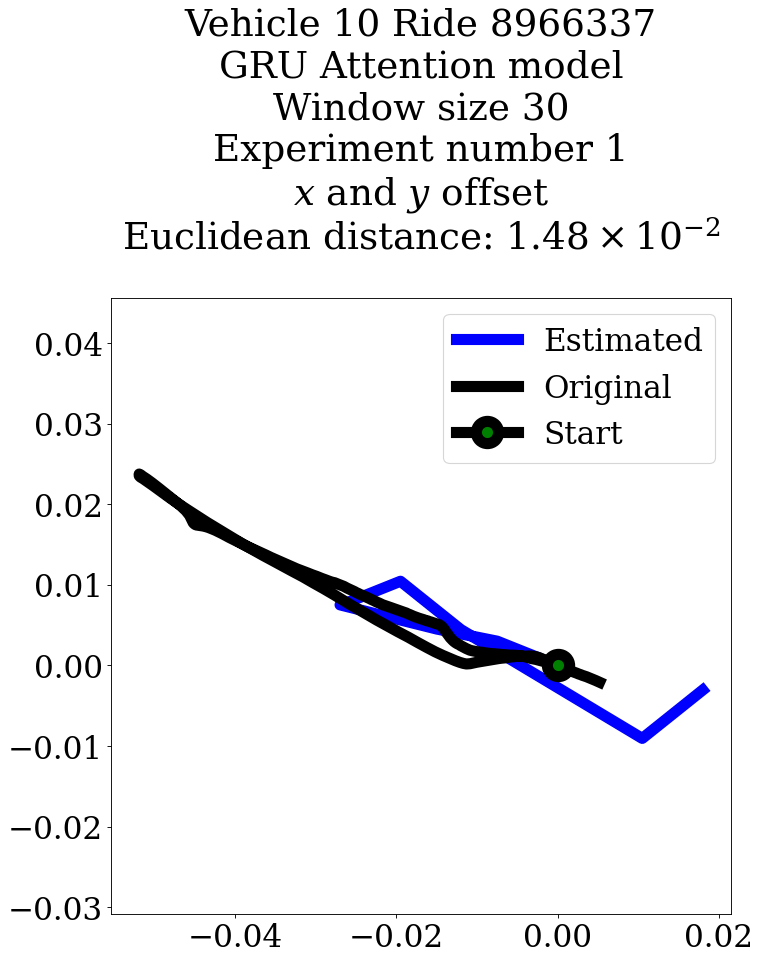 Vehicle 10 Ride 8966337
GRU Attention model
Window size 30
Experiment number 1
x and y offset
Euclidean distance: 1.48 × 10⁻²
Estimated
Original
Start
0.04
0.03
0.02
0.01
0.00
−0.01
−0.02
−0.03
−0.04 −0.02 0.00 0.02